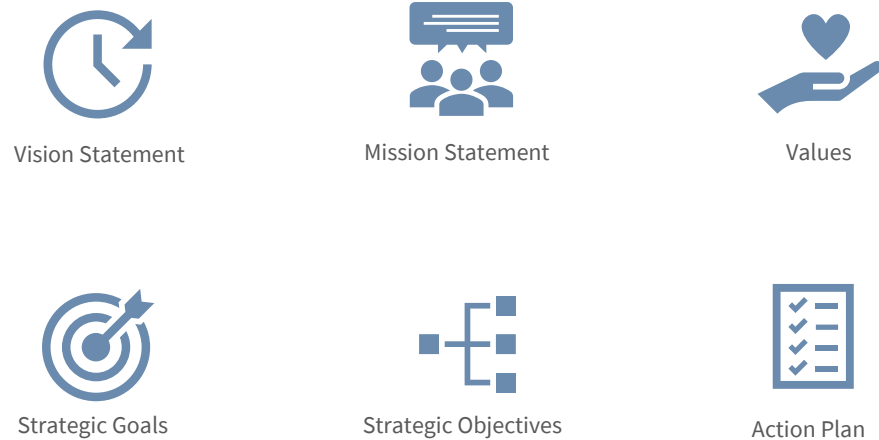 Vision Statement
Mission Statement
Values
Strategic Goals
Strategic Objectives
Action Plan